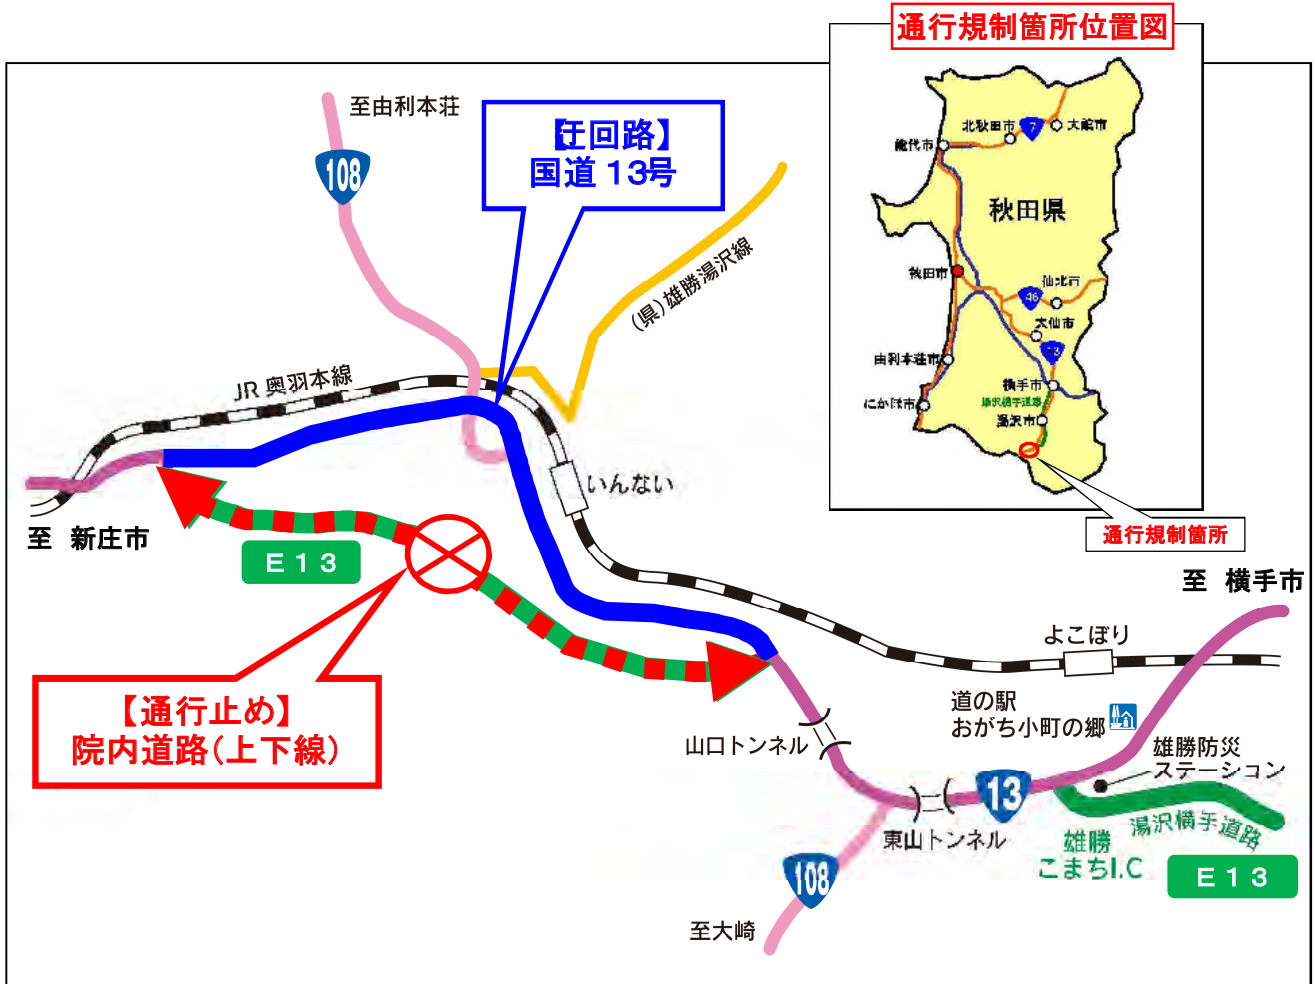 通行規制箇所位置図
北秋田市
7
大館市
能代市
秋田県
秋田市
仙北市
46
大仙市
13
由利本荘市
横手市
湯沢横手道路
にかほ市
湯沢市
通行規制箇所
至由利本荘
108
【迂回路】
国道13号
(県)雄勝湯沢線
JR 奥羽本線
いんない
至 新庄市
E13
【通行止め】
院内道路(上下線)
至 横手市
よこぼり
道の駅
おがち小町の郷
山口トンネル
雄勝防災
ステーション
13
東山トンネル
湯沢横手道路
雄勝
こまちI.C
E13
108
至大崎